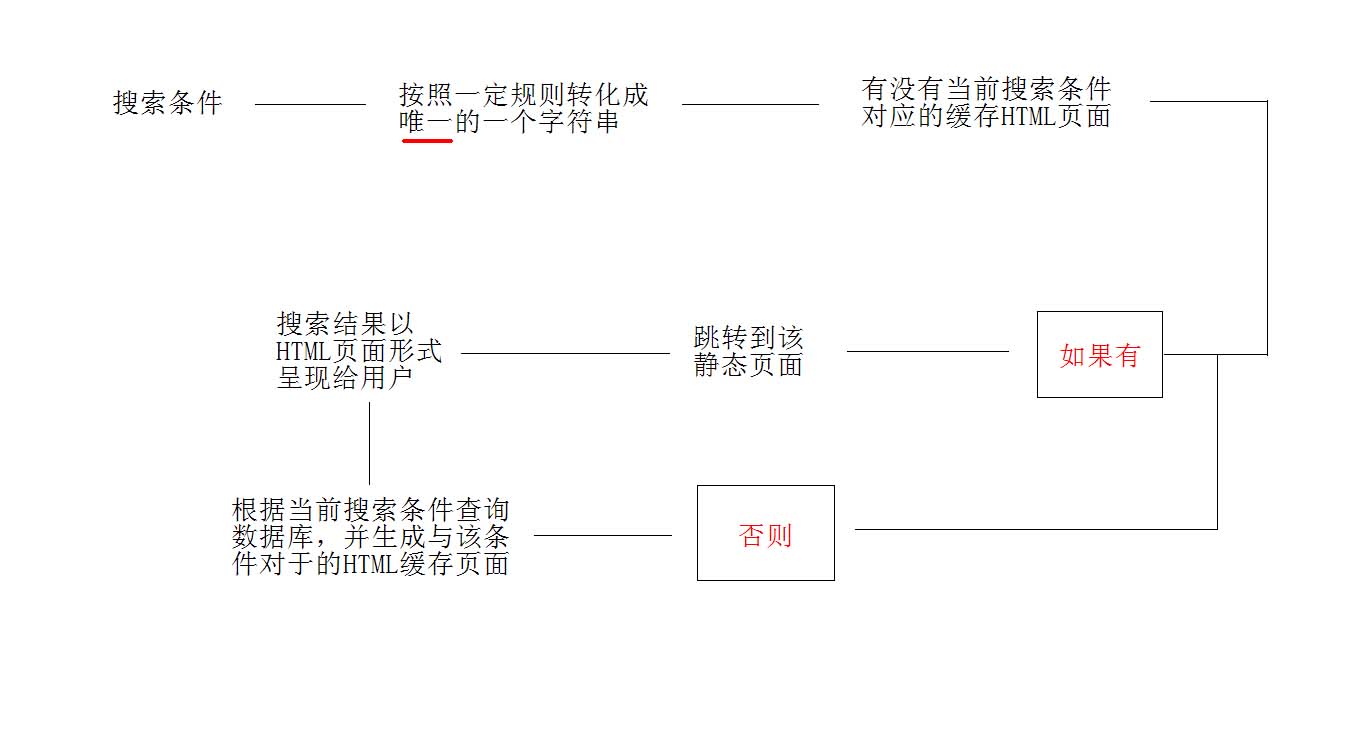 搜索条件
按照一定规则转化成
唯一的一个字符串
有没有当前搜索条件
对应的缓存HTML页面
如果有
跳转到该
静态页面
搜索结果以
HTML页面形式
呈现给用户
否则
根据当前搜索条件查询
数据库，并生成与该条
件对于的HTML缓存页面